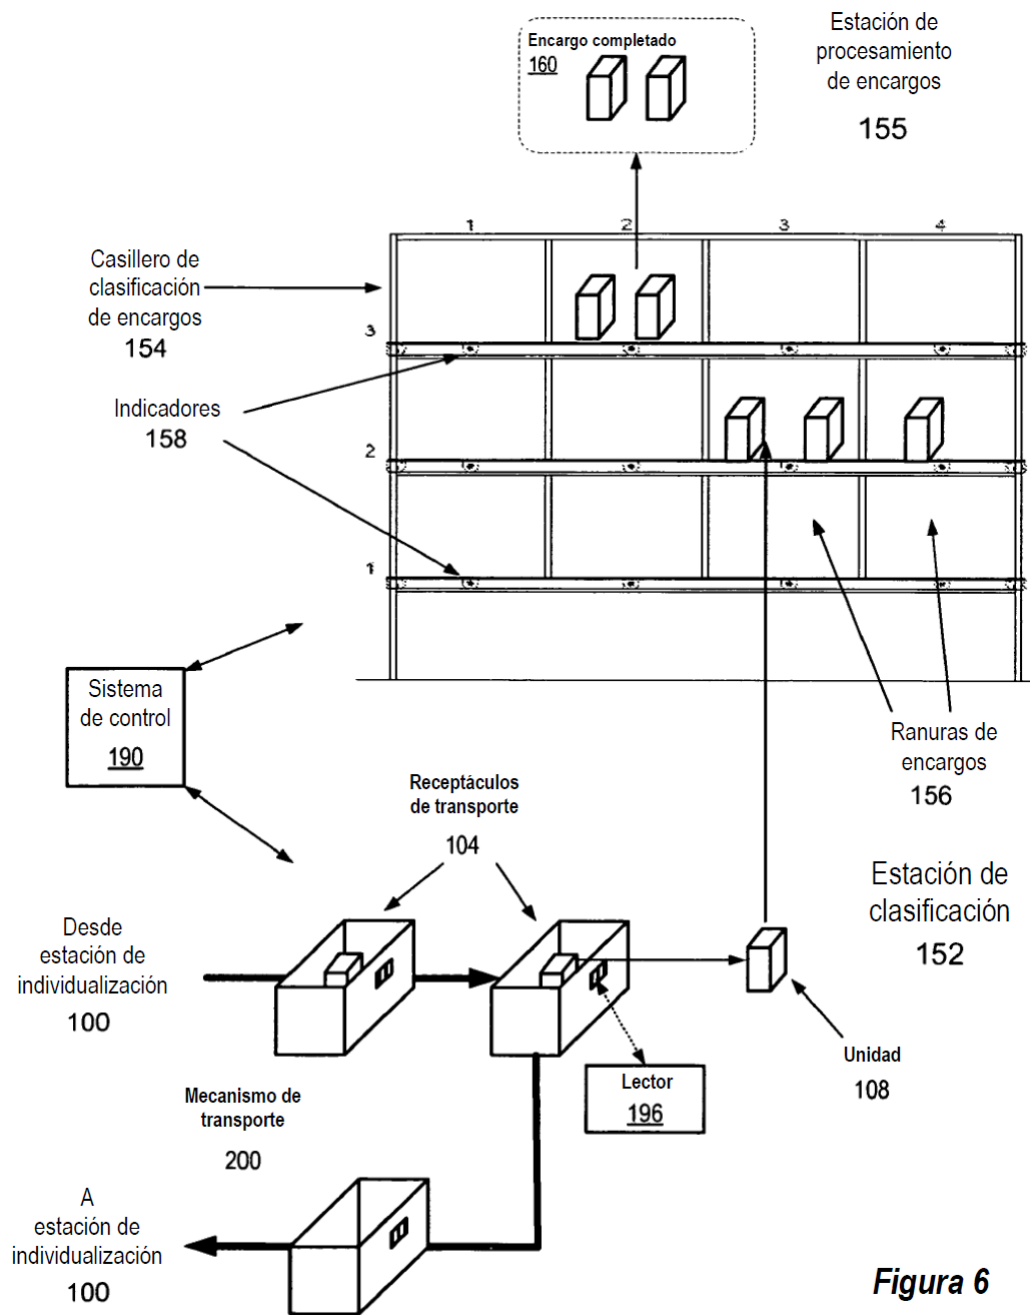 Encargo completado
160
Estación de
procesamiento
de encargos
155
1
2
3
4
Casillero de
clasificación
de encargos
154
3
Indicadores
158
2
1
Sistema
de control
190
Ranuras de
encargos
156
Receptáculos
de transporte
104
Estación de
clasificación
152
Desde
estación de
individualización
100
Unidad
108
Lector
196
Mecanismo de
transporte
200
A
estación de
individualización
100
Figura 6